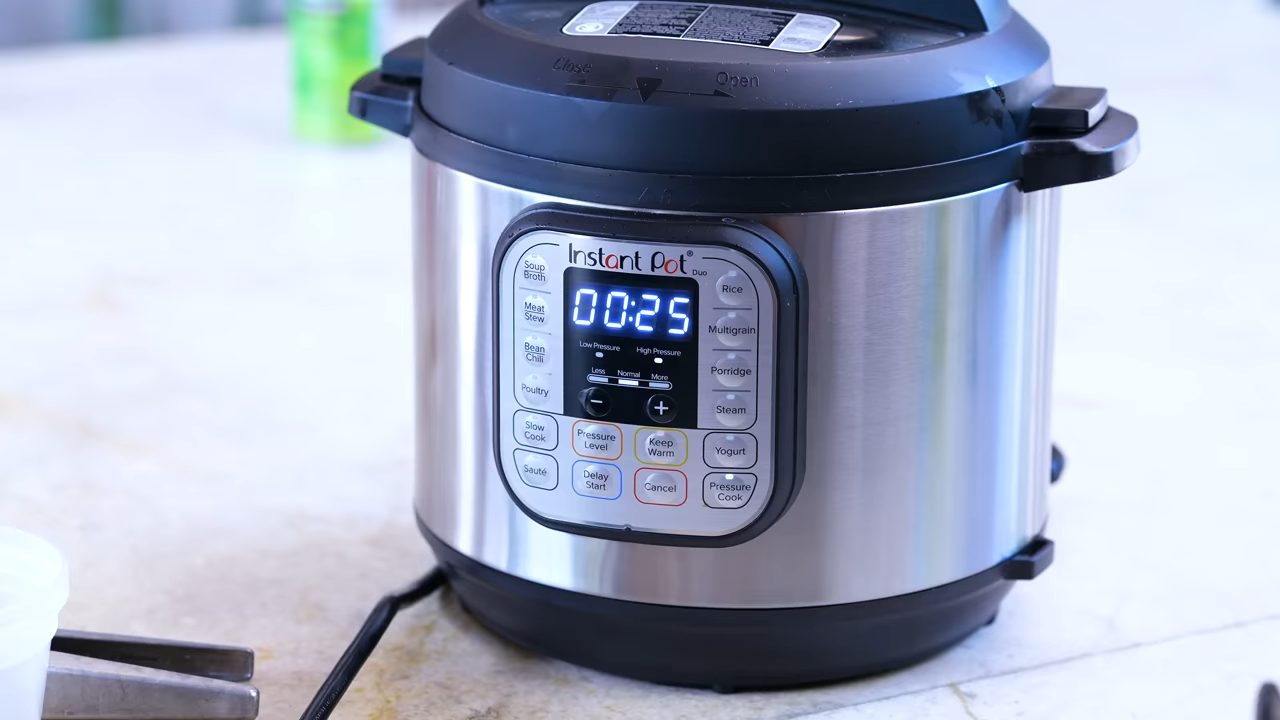 Close
Open
Instant Pot®
Duo
Soup
Broth
Meat
Stew
Bean
Chili
Poultry
Slow
Cook
Sauté
00:25
Low Pressure
High Pressure
Less
Normal
More
−
+
Pressure
Level
Keep
Warm
Delay
Start
Cancel
Rice
Multigrain
Porridge
Steam
Yogurt
Pressure
Cook